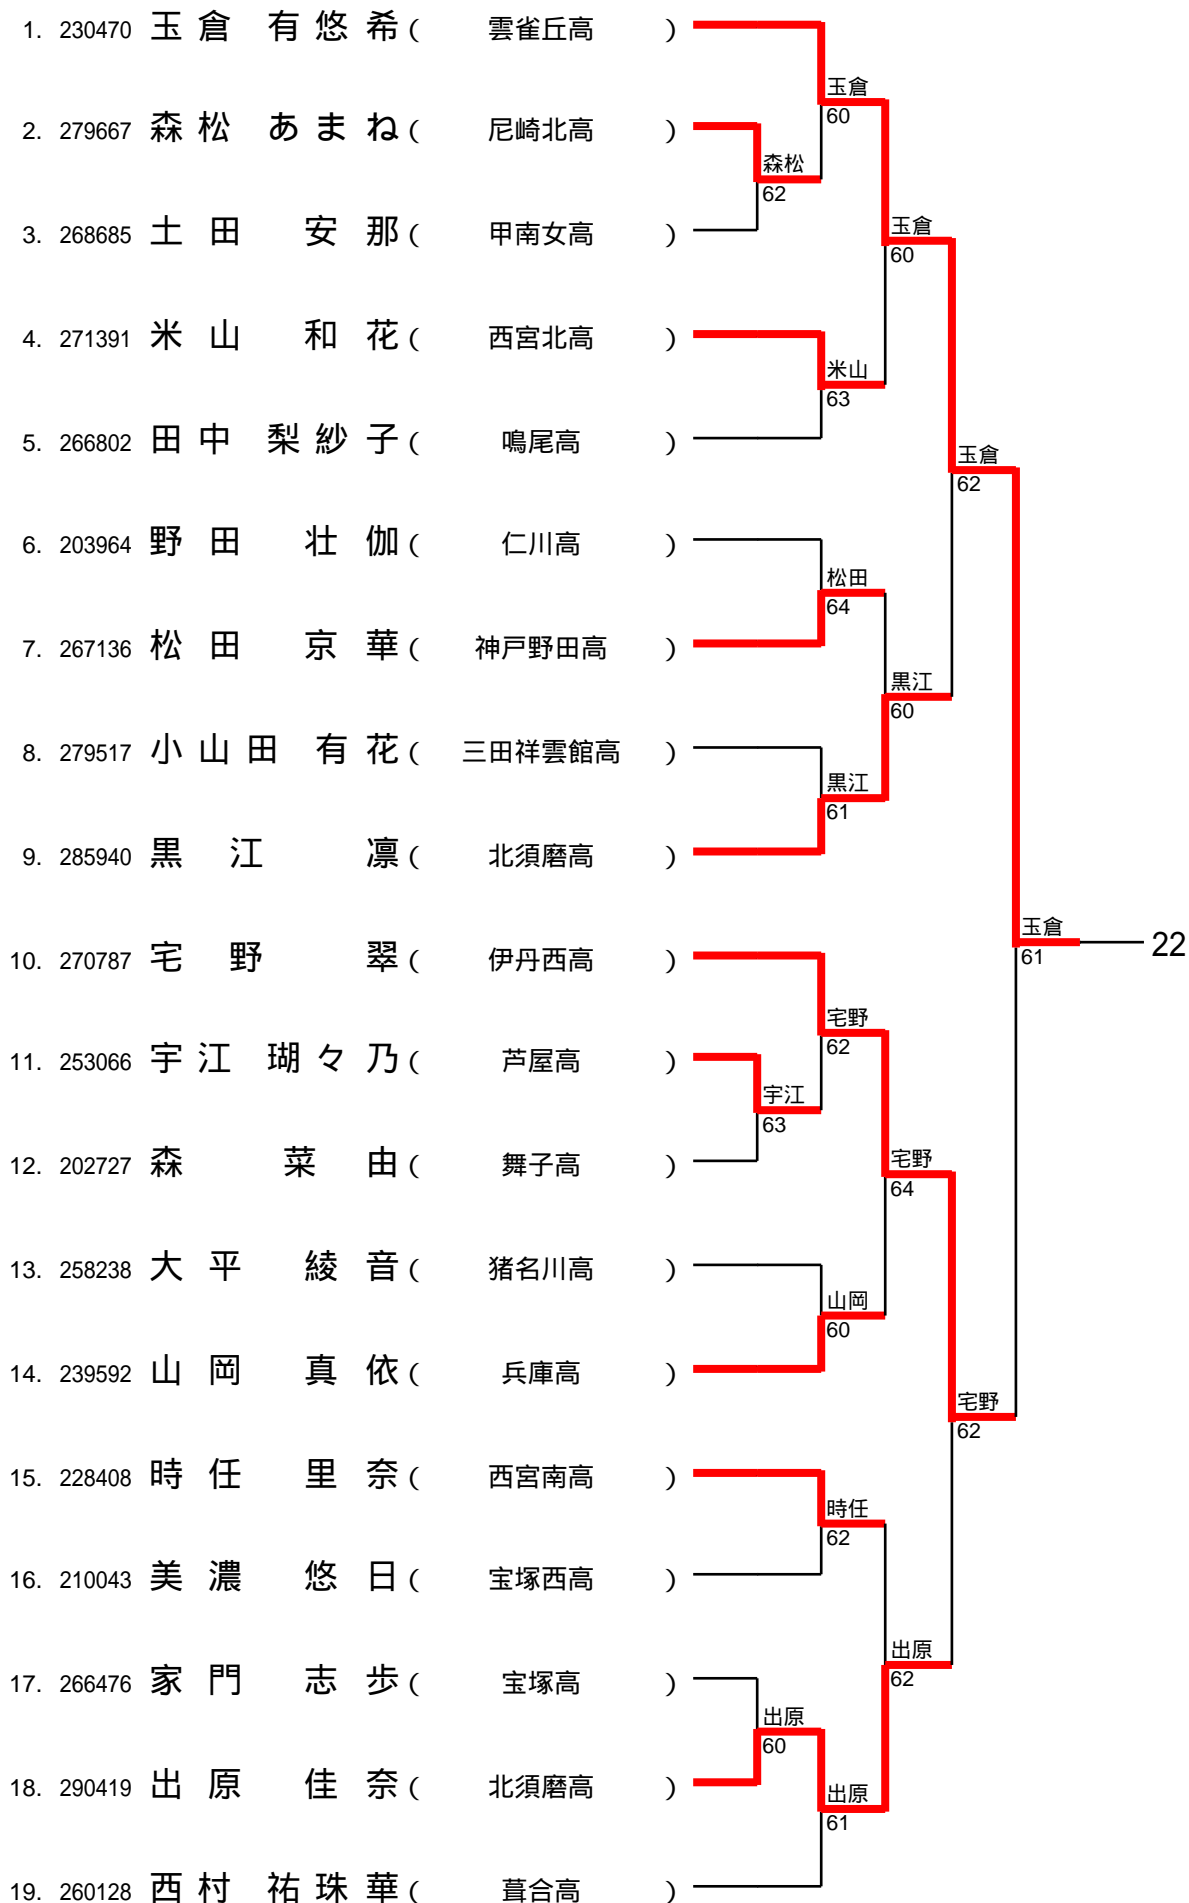 1. 230470 玉倉 有悠希 ( 雲雀丘高 )
玉倉
60
2. 279667 森松 あまね ( 尼崎北高 )
森松
62
3. 268685 土田 安那 ( 甲南女高 )
玉倉
60
4. 271391 米山 和花 ( 西宮北高 )
米山
63
5. 266802 田中 梨紗子 ( 鳴尾高 )
玉倉
62
6. 203964 野田 壮伽 ( 仁川高 )
松田
64
7. 267136 松田 京華 ( 神戸野田高 )
黒江
60
8. 279517 小山田 有花 ( 三田祥雲館高 )
黒江
61
9. 285940 黒江 凛 ( 北須磨高 )
玉倉
61
22
10. 270787 宅野 翠 ( 伊丹西高 )
宅野
62
11. 253066 宇江 瑚々乃 ( 芦屋高 )
宇江
63
12. 202727 森 菜由 ( 舞子高 )
宅野
64
13. 258238 大平 綾音 ( 猪名川高 )
山岡
60
14. 239592 山岡 真依 ( 兵庫高 )
宅野
62
15. 228408 時任 里奈 ( 西宮南高 )
時任
62
16. 210043 美濃 悠日 ( 宝塚西高 )
出原
62
17. 266476 家門 志歩 ( 宝塚高 )
出原
60
18. 290419 出原 佳奈 ( 北須磨高 )
出原
61
19. 260128 西村 祐珠華 ( 葺合高 )